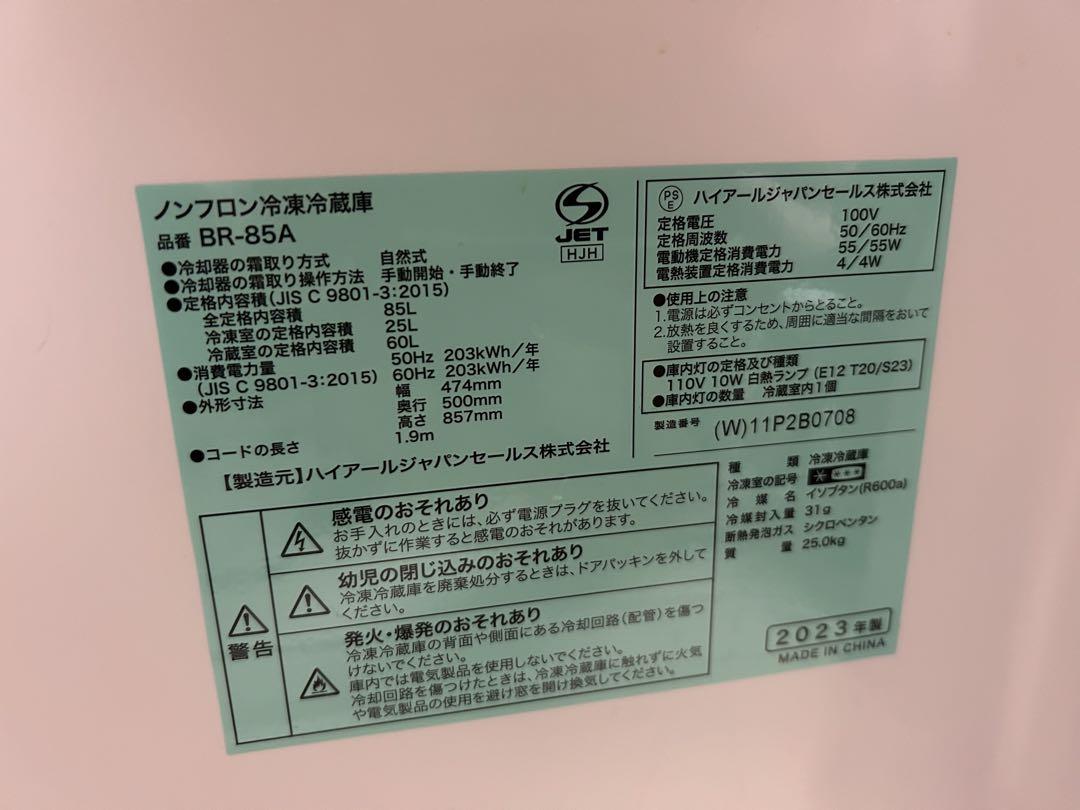 ノンフロン冷凍冷蔵庫
品番 BR-85A
JET
HJH
●冷却器の霜取り方式 自然式
●冷却器の霜取り操作方法 手動開始・手動終了
●定格内容積(JIS C 9801-3:2015)
全定格内容積 85L
冷凍室の定格内容積 25L
冷蔵室の定格内容積 60L
●消費電力量 50Hz 203kWh/年
(JIS C 9801-3:2015) 60Hz 203kWh/年
●外形寸法 幅 474mm
奥行 500mm
高さ 857mm
●コードの長さ 1.9m
【製造元】ハイアールジャパンセールス株式会社
PS
E
ハイアールジャパンセールス株式会社
定格電圧 100V
定格周波数 50/60Hz
電動機定格消費電力 55/55W
電熱装置定格消費電力 4/4W
●使用上の注意
1.電源は必ずコンセントからとること。
2.放熱を良くするため、周囲に適当な間隔をおいて
設置すること。
●庫内灯の定格及び種類
110V 10W 白熱ランプ (E12 T20/S23)
●庫内灯の数量 冷蔵室内1個
製造番号 (W)11P2B0708
種類 冷凍冷蔵庫
冷凍室の記号 * ***
冷媒名 イソブタン(R600a)
冷媒封入量 31g
断熱発泡ガス シクロペンタン
質量 25.0kg
2023年製
MADE IN CHINA
警告
感電のおそれあり
お手入れのときには、必ず電源プラグを抜いてください。
抜かずに作業すると感電のおそれがあります。
幼児の閉じ込みのおそれあり
冷凍冷蔵庫を廃棄処分するときは、ドアパッキンを外して
ください。
発火・爆発のおそれあり
冷凍冷蔵庫の背面や側面にある冷却回路(配管)を傷つ
けないでください。
庫内では電気製品を使用しないでください。
冷却回路を傷つけたときは、冷凍冷蔵庫に触れずに火気
や電気製品の使用を避け窓を開け換気してください。